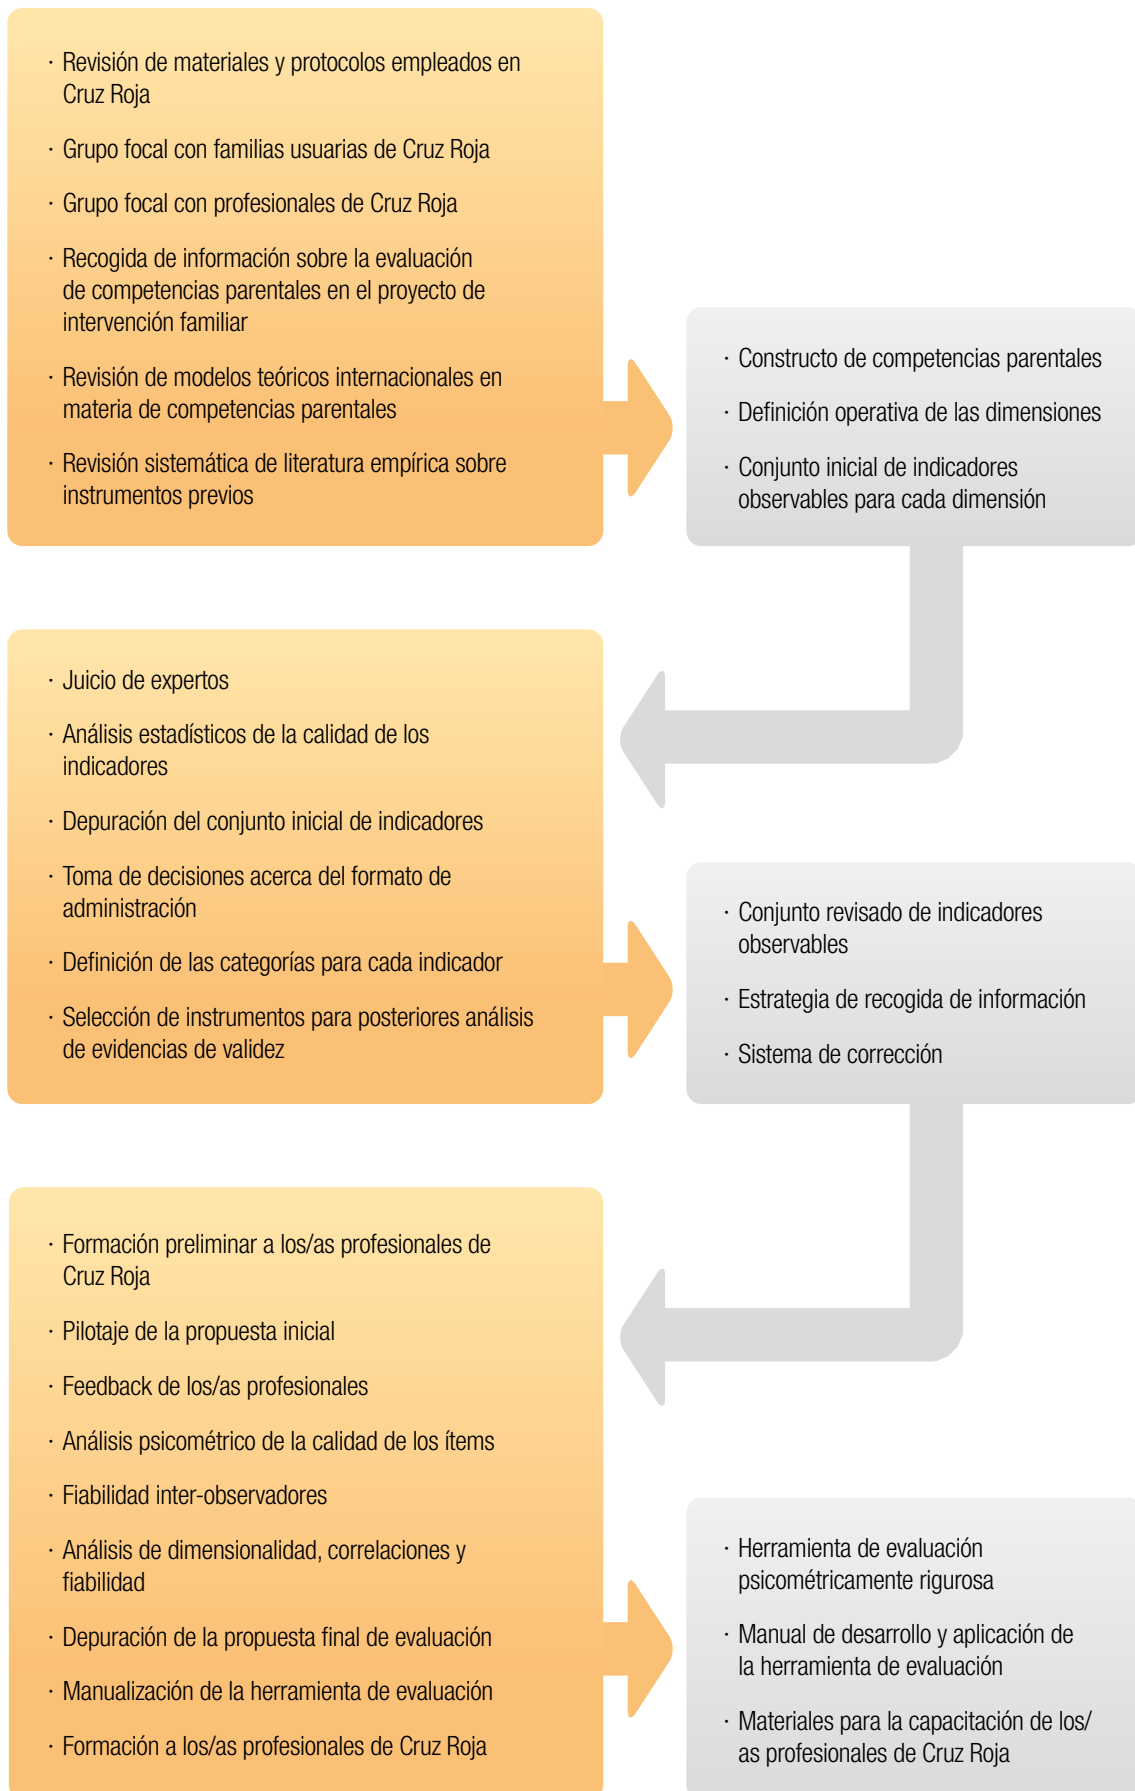 · Revisión de materiales y protocolos empleados en
Cruz Roja
· Grupo focal con familias usuarias de Cruz Roja
· Grupo focal con profesionales de Cruz Roja
· Recogida de información sobre la evaluación
de competencias parentales en el proyecto de
intervención familiar
· Revisión de modelos teóricos internacionales en
materia de competencias parentales
· Revisión sistemática de literatura empírica sobre
instrumentos previos
· Constructo de competencias parentales
· Definición operativa de las dimensiones
· Conjunto inicial de indicadores
observables para cada dimensión
· Juicio de expertos
· Análisis estadísticos de la calidad de los
indicadores
· Depuración del conjunto inicial de indicadores
· Toma de decisiones acerca del formato de
administración
· Definición de las categorías para cada indicador
· Selección de instrumentos para posteriores análisis
de evidencias de validez
· Conjunto revisado de indicadores
observables
· Estrategia de recogida de información
· Sistema de corrección
· Formación preliminar a los/as profesionales de
Cruz Roja
· Pilotaje de la propuesta inicial
· Feedback de los/as profesionales
· Análisis psicométrico de la calidad de los ítems
· Fiabilidad inter-observadores
· Análisis de dimensionalidad, correlaciones y
fiabilidad
· Depuración de la propuesta final de evaluación
· Manualización de la herramienta de evaluación
· Formación a los/as profesionales de Cruz Roja
· Herramienta de evaluación
psicométricamente rigurosa
· Manual de desarrollo y aplicación de
la herramienta de evaluación
· Materiales para la capacitación de los/
as profesionales de Cruz Roja